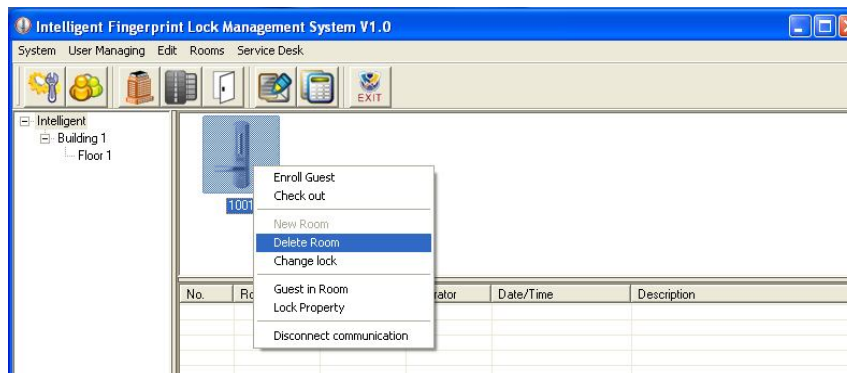 Intelligent Fingerprint Lock Management System V1.0
System User Managing Edit Rooms Service Desk
EXIT
Intelligent
Building 1
Floor 1
1001
Enroll Guest
Check out
New Room
Delete Room
Change lock
Guest in Room
Lock Property
Disconnect communication
No. Date/Time Description